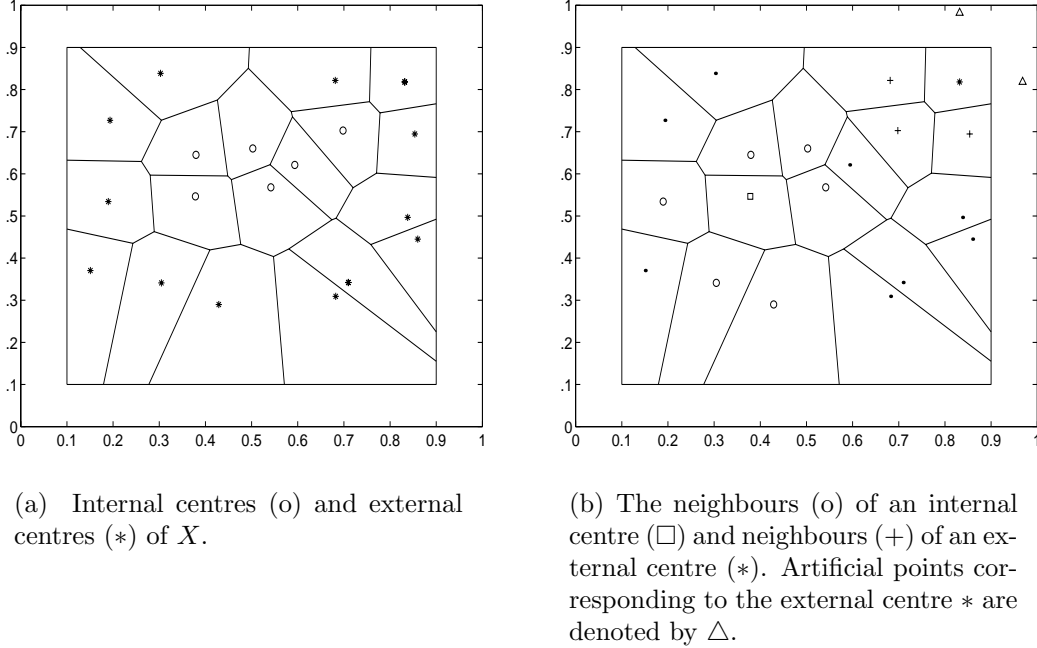 1
.9
.8
.7
.6
.5
.4
.3
.2
.1
0
0 0.1 0.2 0.3 0.4 0.5 0.6 0.7 0.8 0.9 1
(a) Internal centres (o) and external
centres (∗) of X.
1
.9
.8
.7
.6
.5
.4
.3
.2
.1
0
0 0.1 0.2 0.3 0.4 0.5 0.6 0.7 0.8 0.9 1
(b) The neighbours (o) of an internal
centre (□) and neighbours (+) of an ex-
ternal centre (∗). Artificial points cor-
responding to the external centre ∗ are
denoted by △.